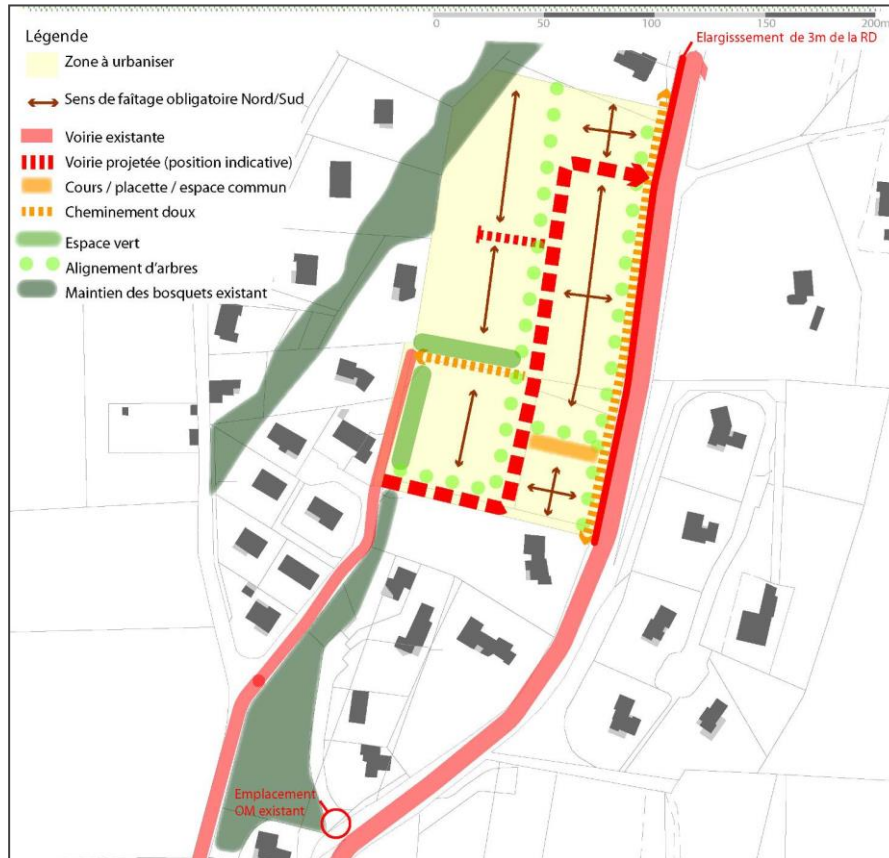 0 50 100 150 200m
Elargisssement de 3m de la RD
Légende
Zone à urbaniser
Sens de faîtage obligatoire Nord/Sud
Voirie existante
Voirie projetée (position indicative)
Cours / placette / espace commun
Cheminement doux
Espace vert
Alignement d'arbres
Maintien des bosquets existant
Emplacement
OM existant